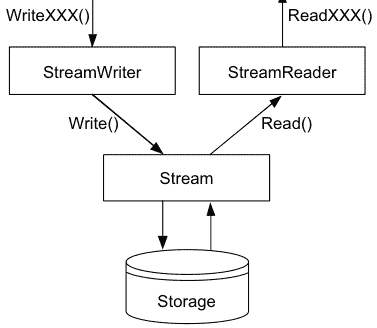 WriteXXX()
ReadXXX()
StreamWriter
StreamReader
Write()
Read()
Stream
Storage